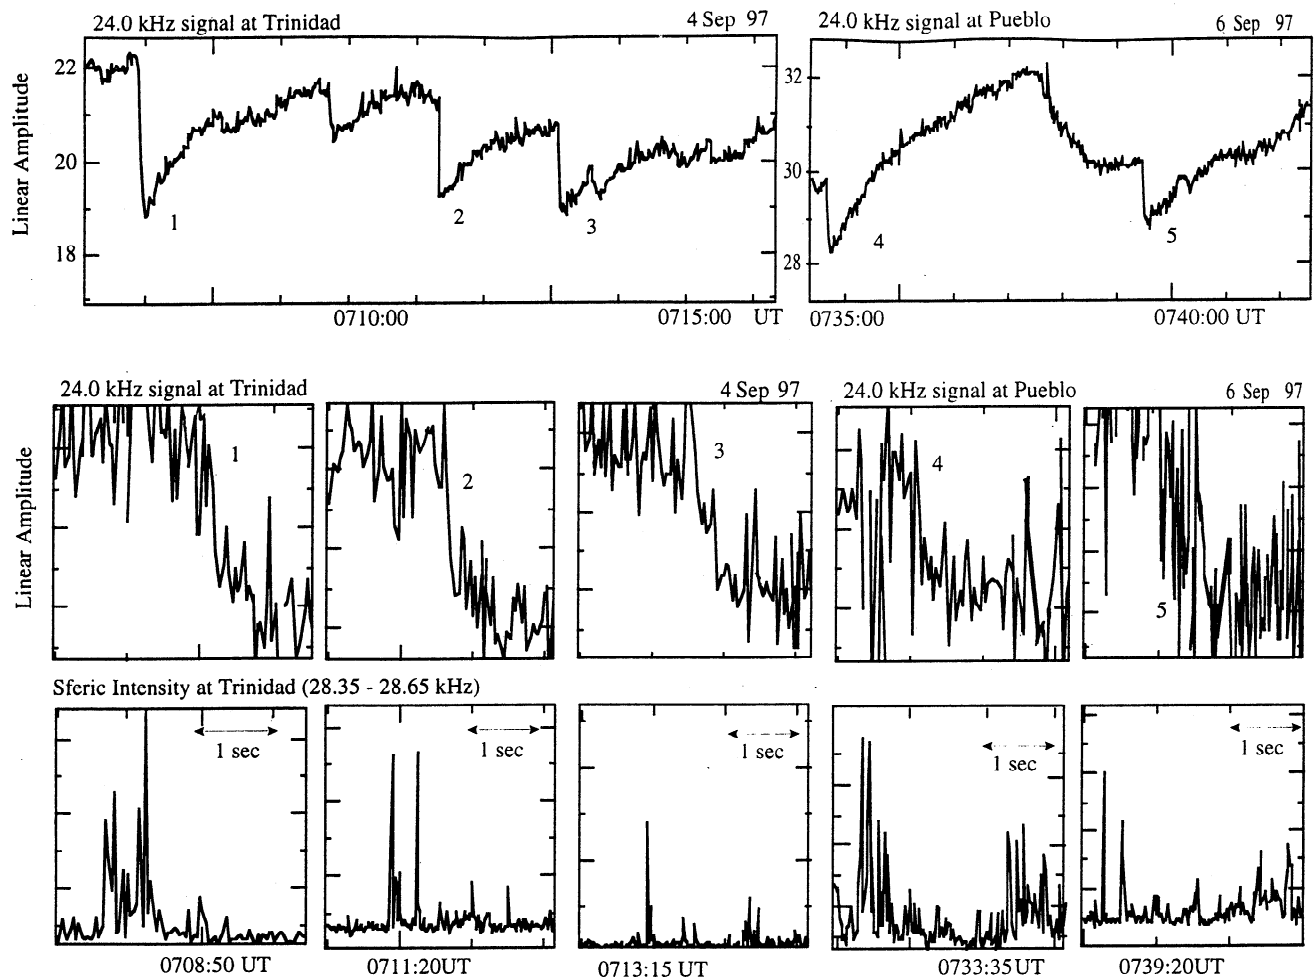 24.0 kHz signal at Trinidad 4 Sep 97 24.0 kHz signal at Pueblo 6 Sep 97
Linear Amplitude
22
20
18
1
2
3
32
30
28
4
5
0710:00 0715:00 UT 0735:00 0740:00 UT
24.0 kHz signal at Trinidad 4 Sep 97 24.0 kHz signal at Pueblo 6 Sep 97
Linear Amplitude
1
2
3
4
5
Sferic Intensity at Trinidad (28.35 - 28.65 kHz)
1 sec
1 sec
1 sec
1 sec
1 sec
0708:50 UT 0711:20UT 0713:15 UT 0733:35 UT 0739:20UT